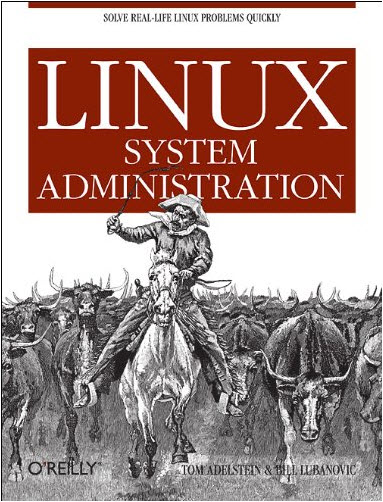 SOLVE REAL-LIFE LINUX PROBLEMS QUICKLY
LINUX
SYSTEM
ADMINISTRATION
O'REILLY
TOM ADELSTEIN & BILL LUBANOVIC